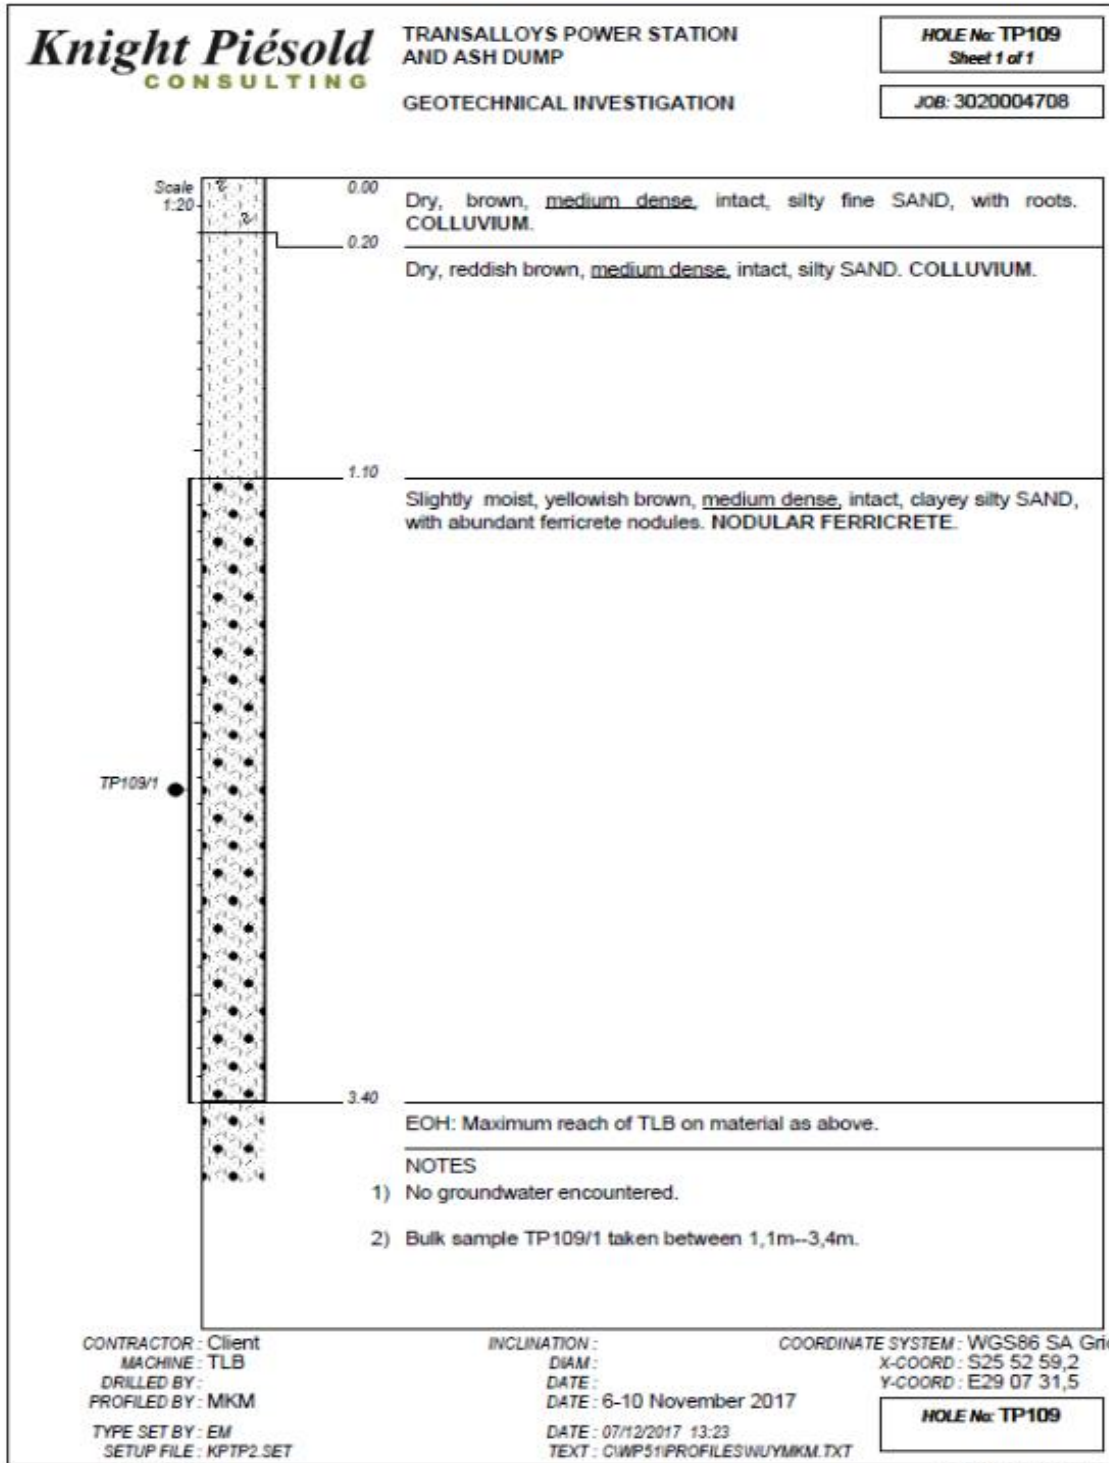 Knight Piésold
CONSULTING
TRANSALLOYS POWER STATION
AND ASH DUMP
GEOTECHNICAL INVESTIGATION
HOLE No: TP109
Sheet 1 of 1
JOB: 3020004708
Scale
1:20
0.00
Dry, brown, medium dense, intact, silty fine SAND, with roots.
COLLUVIUM.
0.20
Dry, reddish brown, medium dense, intact, silty SAND. COLLUVIUM.
1.10
Slightly moist, yellowish brown, medium dense, intact, clayey silty SAND,
with abundant ferricrete nodules. NODULAR FERRICRETE.
TP109/1
3.40
EOH: Maximum reach of TLB on material as above.
NOTES
1) No groundwater encountered.
2) Bulk sample TP109/1 taken between 1,1m--3,4m.
CONTRACTOR : Client
MACHINE : TLB
DRILLED BY :
PROFILED BY : MKM
TYPE SET BY : EM
SETUP FILE : KPTP2.SET
INCLINATION :
DIAM :
DATE :
DATE : 6-10 November 2017
DATE : 07/12/2017 13:23
TEXT : C:\WP51\PROFILES\NUYMKM.TXT
COORDINATE SYSTEM : WGS86 SA Gri
X-COORD : S25 52 59,2
Y-COORD : E29 07 31,5
HOLE No: TP109